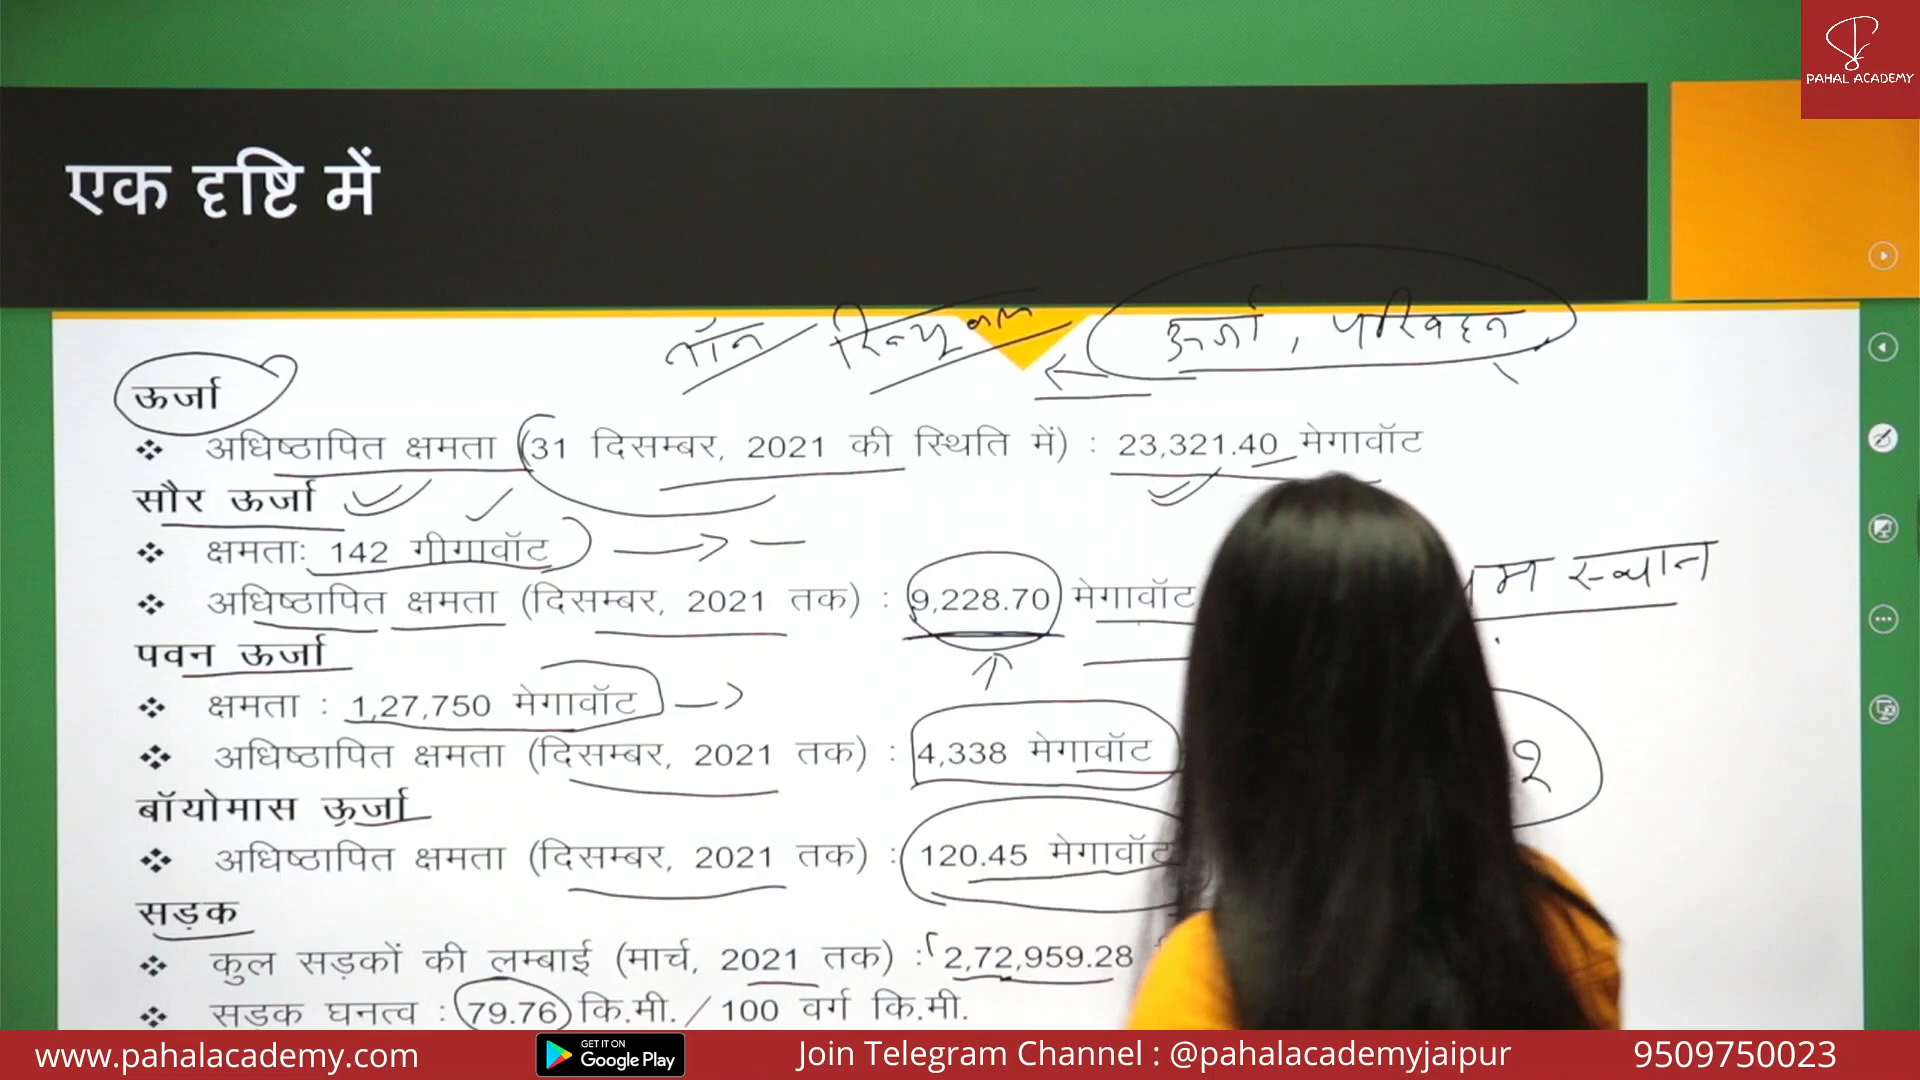 PAHAL ACADEMY
एक दृष्टि में
नॉन रिन्यूबल
ऊर्जा, परिवहन
ऊर्जा
❖ अधिष्ठापित क्षमता (31 दिसम्बर, 2021 की स्थिति में) : 23,321.40 मेगावॉट
सौर ऊर्जा
❖ क्षमताः 142 गीगावॉट
❖ अधिष्ठापित क्षमता (दिसम्बर, 2021 तक) : 9,228.70 मेगावॉट
स्थान
पवन ऊर्जा
❖ क्षमता : 1,27,750 मेगावॉट
❖ अधिष्ठापित क्षमता (दिसम्बर, 2021 तक) : 4,338 मेगावॉट
बॉयोमास ऊर्जा
❖ अधिष्ठापित क्षमता (दिसम्बर, 2021 तक) : 120.45 मेगावॉट
सड़क
❖ कुल सड़कों की लम्बाई (मार्च, 2021 तक) : 2,72,959.28
❖ सड़क घनत्व : 79.76 कि.मी. / 100 वर्ग कि.मी.
www.pahalacademy.com GET IT ON Google Play Join Telegram Channel : @pahalacademyjaipur 9509750023